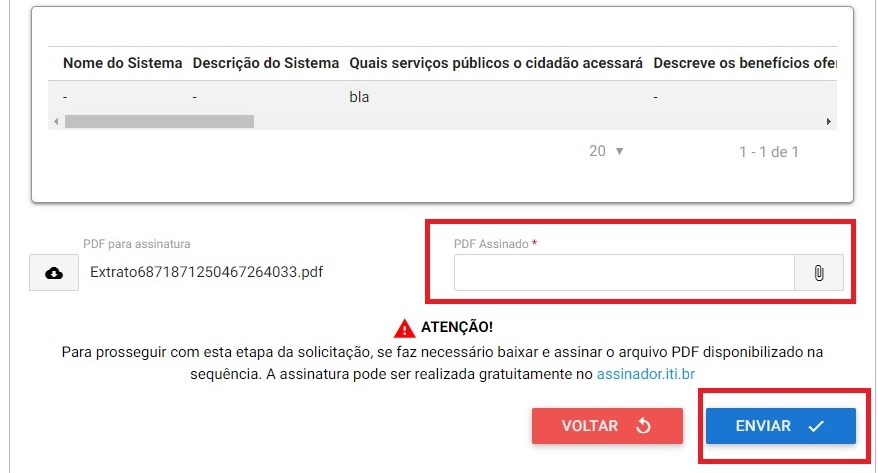 Nome do Sistema Descrição do Sistema Quais serviços públicos o cidadão acessará Descreve os benefícios ofer
- - bla -
20 1 - 1 de 1
PDF para assinatura PDF Assinado *
Extrato6871871250467264033.pdf
ATENÇÃO!
Para prosseguir com esta etapa da solicitação, se faz necessário baixar e assinar o arquivo PDF disponibilizado na
sequência. A assinatura pode ser realizada gratuitamente no assinador.iti.br
VOLTAR ENVIAR